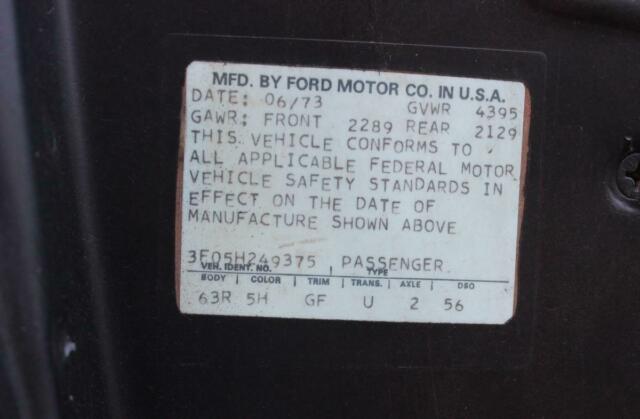 MFD. BY FORD MOTOR CO. IN U.S.A.
DATE: 06/73 GVWR 4395
GAWR: FRONT 2289 REAR 2129
THIS VEHICLE CONFORMS TO
ALL APPLICABLE FEDERAL MOTOR
VEHICLE SAFETY STANDARDS IN
EFFECT ON THE DATE OF
MANUFACTURE SHOWN ABOVE
3F05H249375 PASSENGER
VEH. IDENT. NO. TYPE
BODY COLOR TRIM TRANS. AXLE DSO
63R 5H GF U 2 56